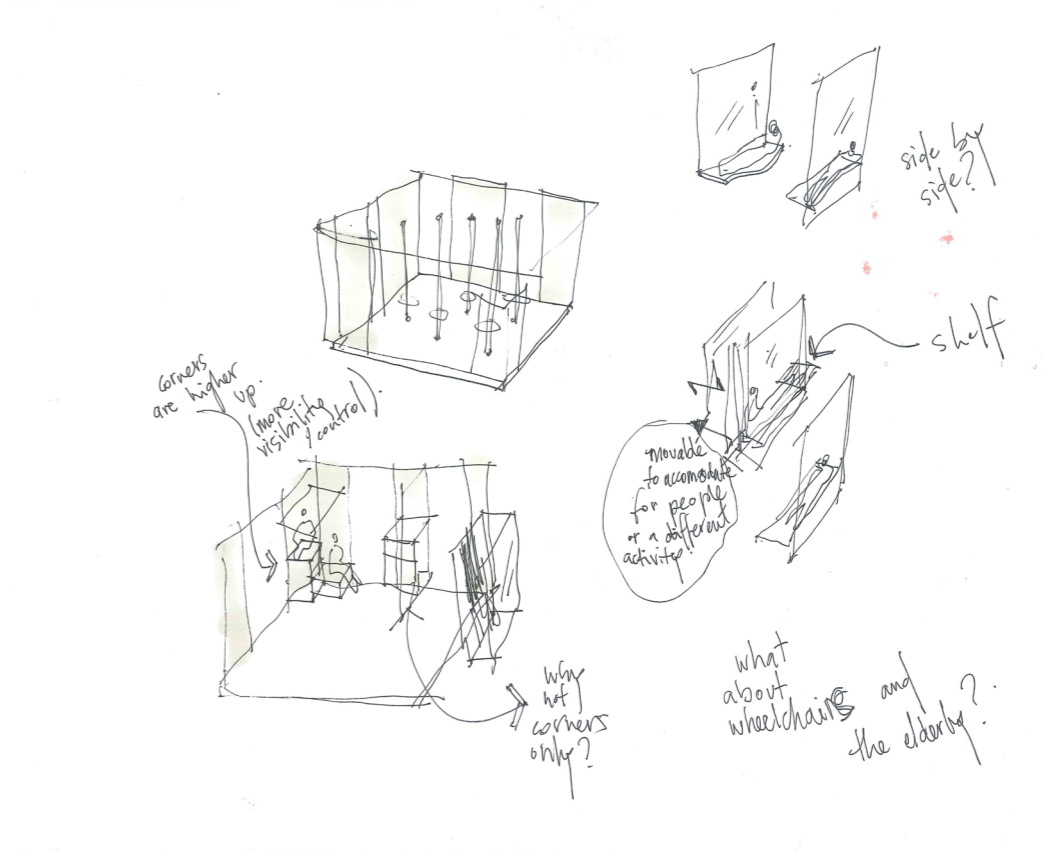 side by
side?
shelf
corners
are higher
up.
(more
visibility
& control).
movable
to accomodate
for people
or a different
activity
why
not
corners
only?
what
about
wheelchairs and
the elderly?